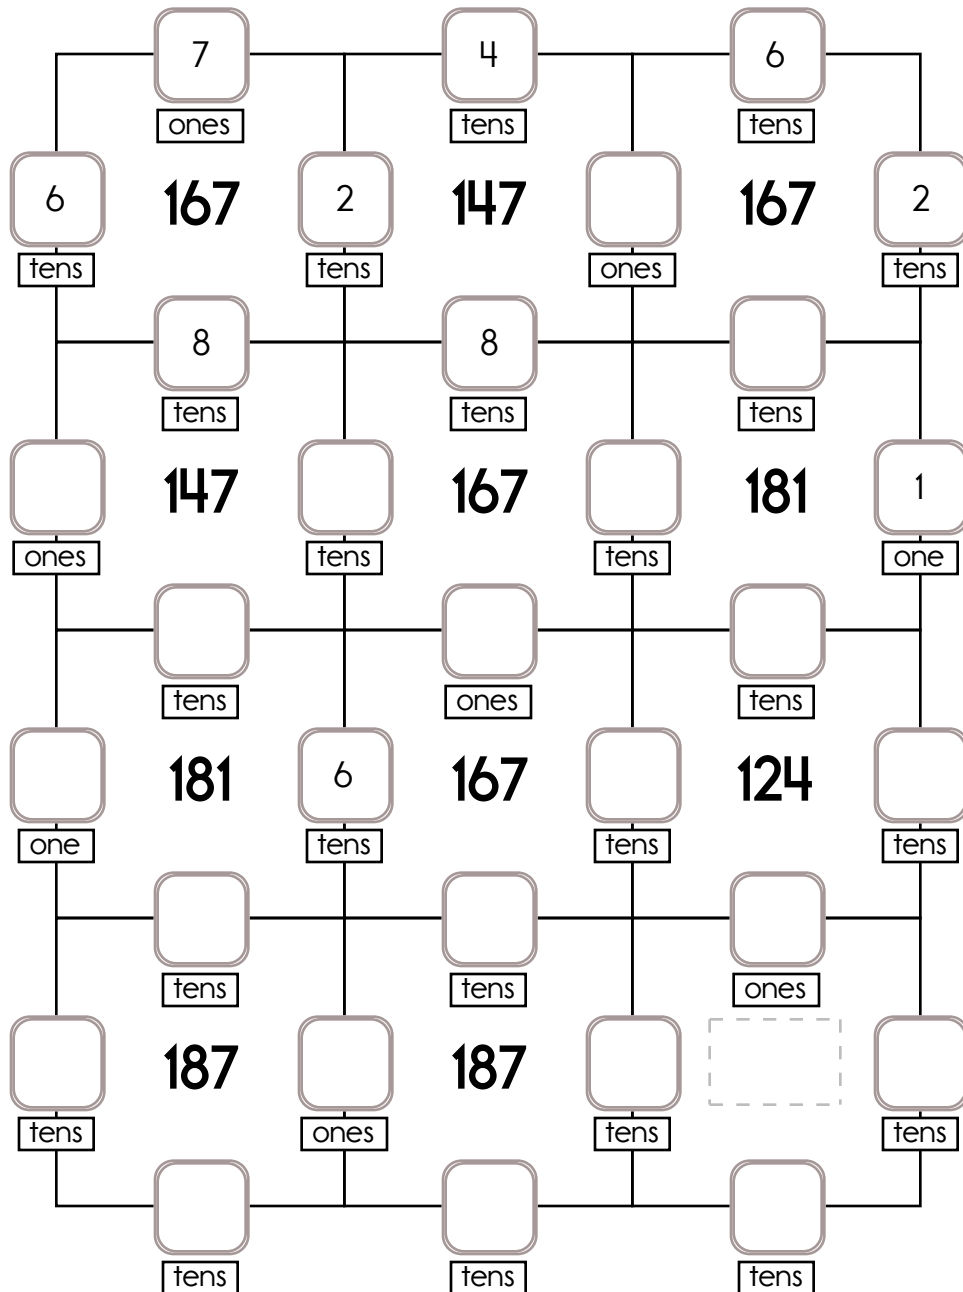 7 4 6
ones tens tens
6 167 2 147 167 2
tens tens ones tens
8 8
tens tens tens
147 167 181 1
ones tens tens one
tens ones tens
181 6 167 124
one tens tens tens
tens tens ones
187 187
tens ones tens tens
tens tens tens